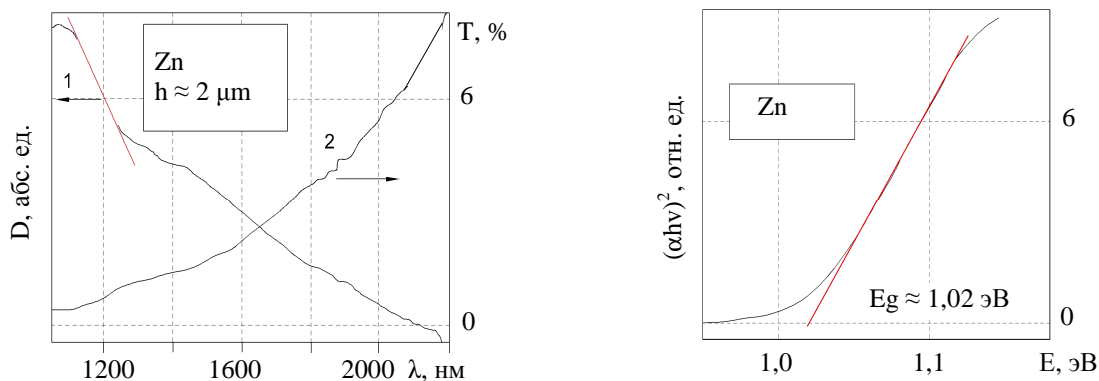 T, %
1
Zn
h ≈ 2 μm
6
2
D, абс. ед.
0
1200
1600
2000
λ, нм
(αhν)², отн. ед.
Zn
6
Eg ≈ 1,02 эВ
0
1,0
1,1
E, эВ